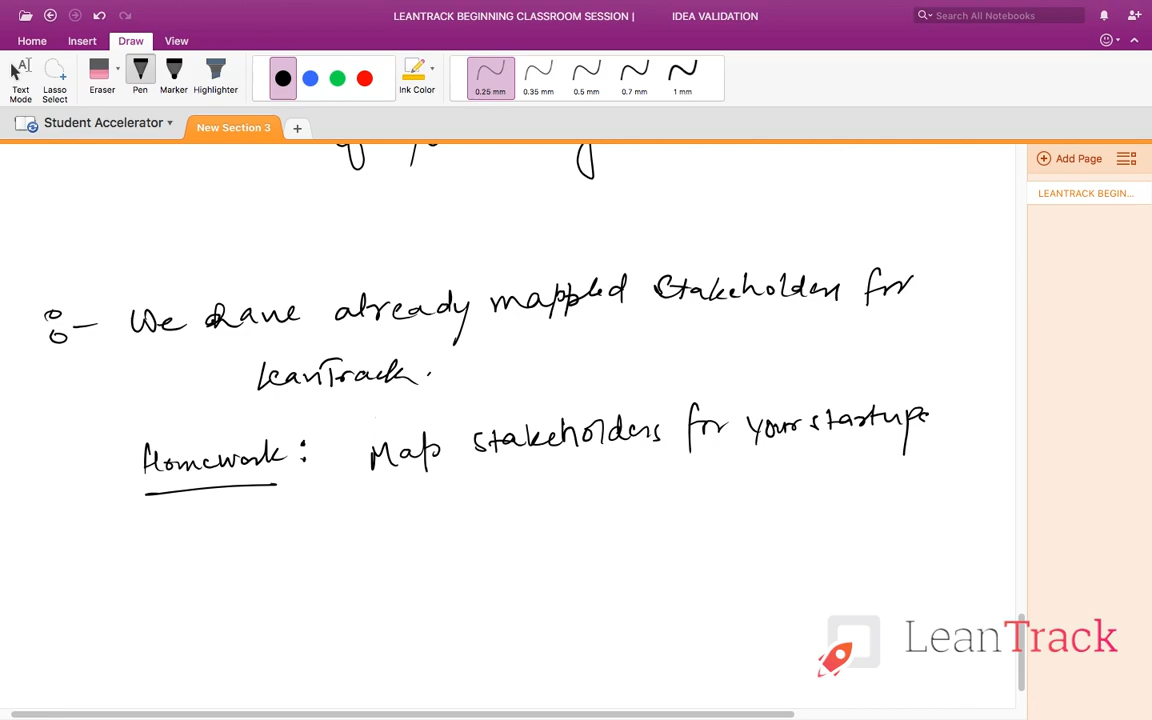 LEANTRACK BEGINNING CLASSROOM SESSION | IDEA VALIDATION
Search All Notebooks
Home Insert Draw View
Text Mode
Lasso Select
Eraser
Pen
Marker
Highlighter
Ink Color
0.25 mm 0.35 mm 0.5 mm 0.7 mm 1 mm
Student Accelerator
New Section 3
+
Add Page
LEANTRACK BEGIN...
We have already mappled stakeholders for
LeanTrack.
Homework : Map stakeholders for your startups
LeanTrack